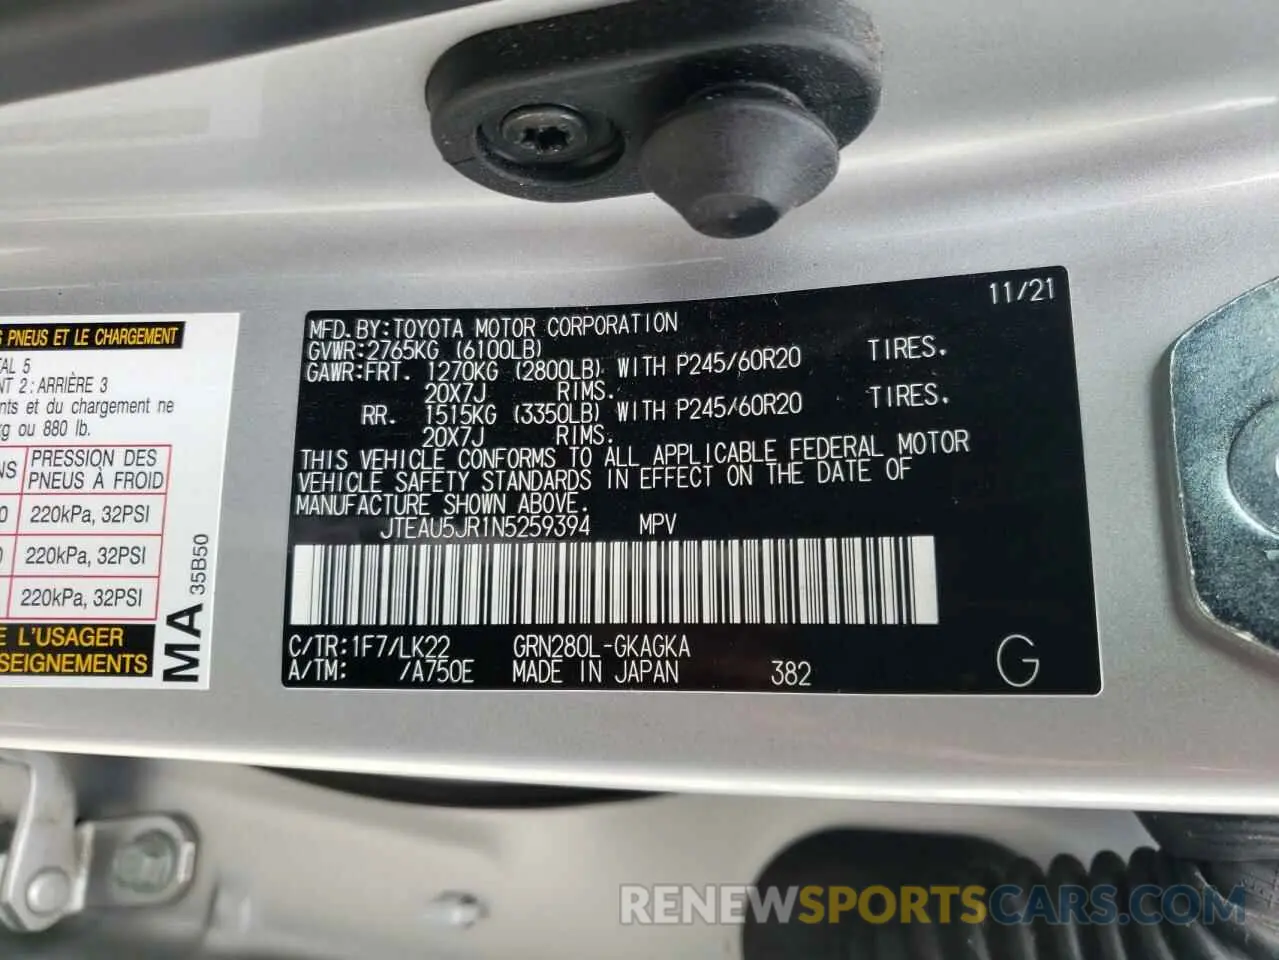 11/21
MFD. BY:TOYOTA MOTOR CORPORATION
GVWR:2765KG (6100LB)
GAWR:FRT. 1270KG (2800LB) WITH P245/60R20 TIRES.
20X7J RIMS.
RR. 1515KG (3350LB) WITH P245/60R20 TIRES.
20X7J RIMS.
THIS VEHICLE CONFORMS TO ALL APPLICABLE FEDERAL MOTOR
VEHICLE SAFETY STANDARDS IN EFFECT ON THE DATE OF
MANUFACTURE SHOWN ABOVE.
JTEAU5JR1N5259394 MPV
C/TR:1F7/LK22 GRN280L-GKAGKA
A/TM: /A750E MADE IN JAPAN 382
G
PNEUS ET LE CHARGEMENT
5
2: ARRIÈRE 3
et du chargement ne
ou 880 lb.
PRESSION DES
PNEUS À FROID
220kPa, 32PSI
220kPa, 32PSI
220kPa, 32PSI
L'USAGER
MA
35B50
RENEWSPORTSCARS.COM